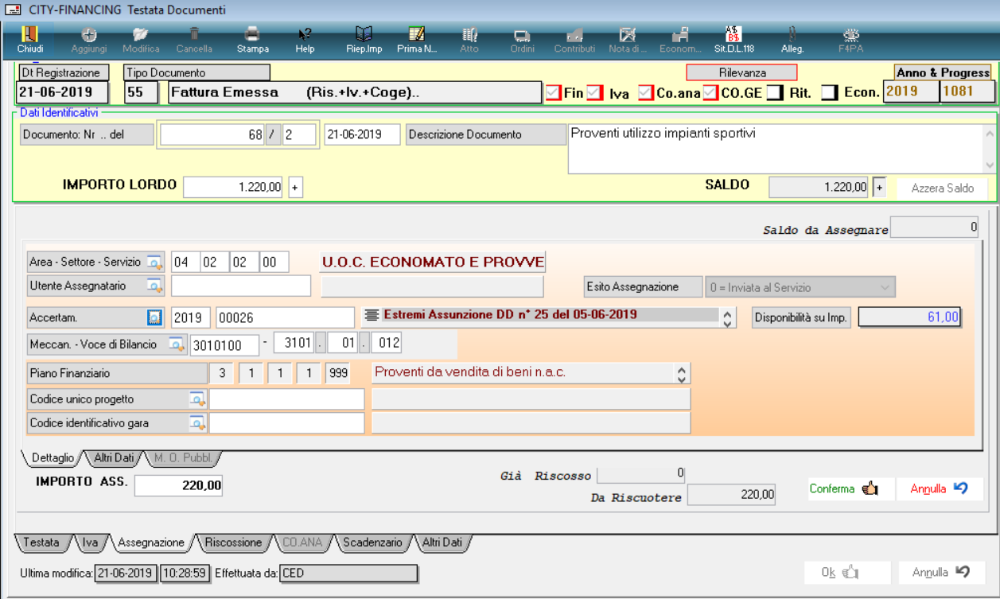 CITY-FINANCING Testata Documenti
Chiudi Aggiungi Modifica Cancella Stampa Help Riep.Imp Prima N... Atto Ordini Contributi Nota di ... Econom... Sit.D.L.118 Alleg. F4PA
Dt Registrazione Tipo Documento Rilevanza Anno & Progress
21-06-2019 55 Fattura Emessa (Ris.+Iv.+Coge).. Fin Iva Co.ana CO.GE Rit. Econ. 2019 1081
Dati Identificativi
Documento: Nr .. del 68 / 2 21-06-2019 Descrizione Documento Proventi utilizzo impianti sportivi
IMPORTO LORDO 1.220,00 + SALDO 1.220,00 + Azzera Saldo
Saldo da Assegnare 0
Area - Settore - Servizio 04 02 02 00 U.O.C. ECONOMATO E PROVVE
Utente Assegnatario Esito Assegnazione 0 = Inviata al Servizio
Accertam. 2019 00026 Estremi Assunzione DD n° 25 del 05-06-2019 Disponibilità su Imp. 61,00
Meccan. - Voce di Bilancio 3010100 - 3101 . 01 . 012
Piano Finanziario 3 1 1 1 999 Proventi da vendita di beni n.a.c.
Codice unico progetto
Codice identificativo gara
Dettaglio Altri Dati M. O. Pubbl.
IMPORTO ASS. 220,00 Già Riscosso 0
Da Riscuotere 220,00 Conferma Annulla
Testata Iva Assegnazione Riscossione CO.ANA Scadenzario Altri Dati
Ultima modifica: 21-06-2019 10:28:59 Effettuata da: CED Ok Annulla